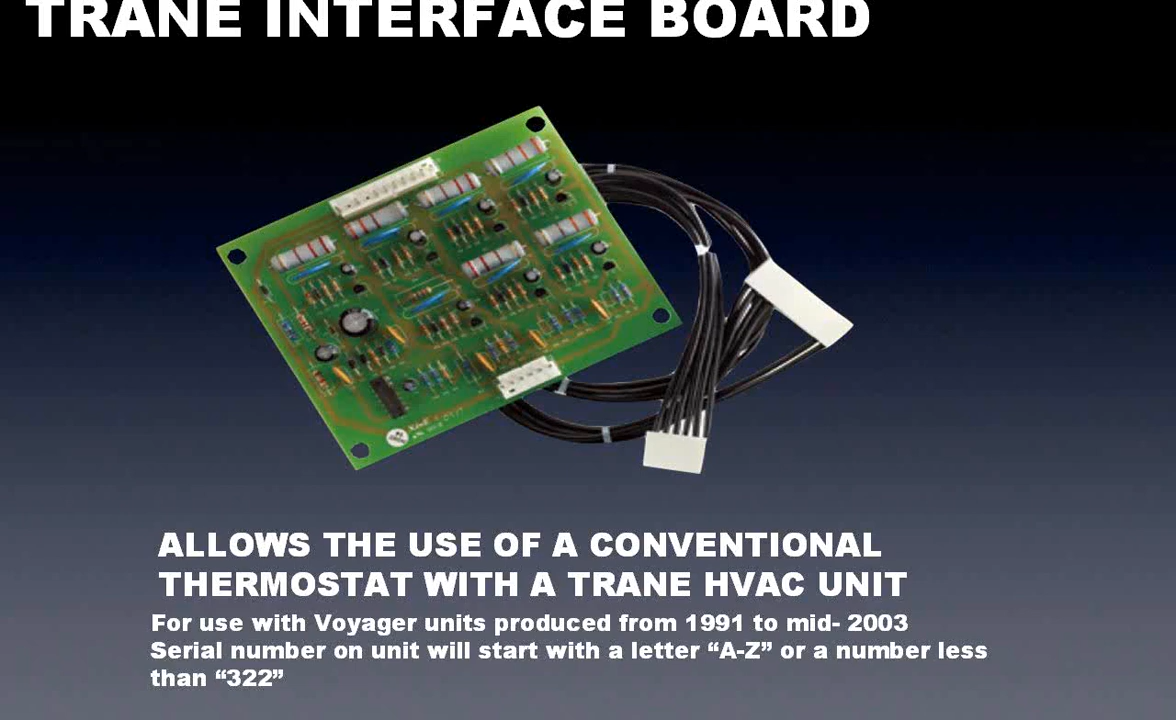 TRANE INTERFACE BOARD
ALLOWS THE USE OF A CONVENTIONAL
THERMOSTAT WITH A TRANE HVAC UNIT
For use with Voyager units produced from 1991 to mid- 2003
Serial number on unit will start with a letter “A-Z” or a number less
than “322”